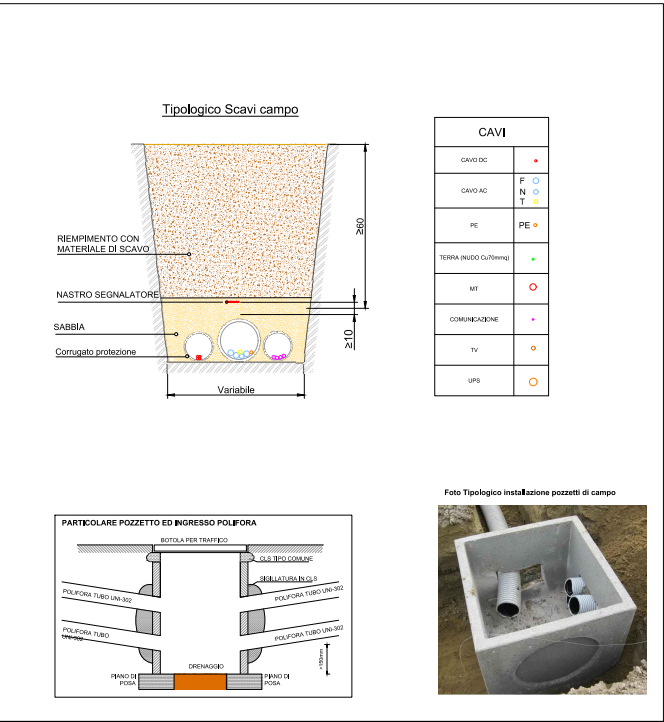 Tipologico Scavi campo
RIEMPIMENTO CON
MATERIALE DI SCAVO
NASTRO SEGNALATORE
SABBIA
Corrugato protezione
≥60
≥10
Variabile
CAVI
CAVO DC
CAVO AC
F
N
T
PE
PE
TERRA (NUDO Cu70mmq)
MT
COMUNICAZIONE
TV
UPS
PARTICOLARE POZZETTO ED INGRESSO POLIFORA
BOTOLA PER TRAFFICO
CLS TIPO COMUNE
SIGILLATURA IN CLS
POLIFORA TUBO UNI-302
POLIFORA TUBO UNI-302
POLIFORA TUBO
UNI-302
POLIFORA TUBO UNI-302
>150mm
DRENAGGIO
PIANO DI
POSA
PIANO DI
POSA
Foto Tipologico installazione pozzetti di campo